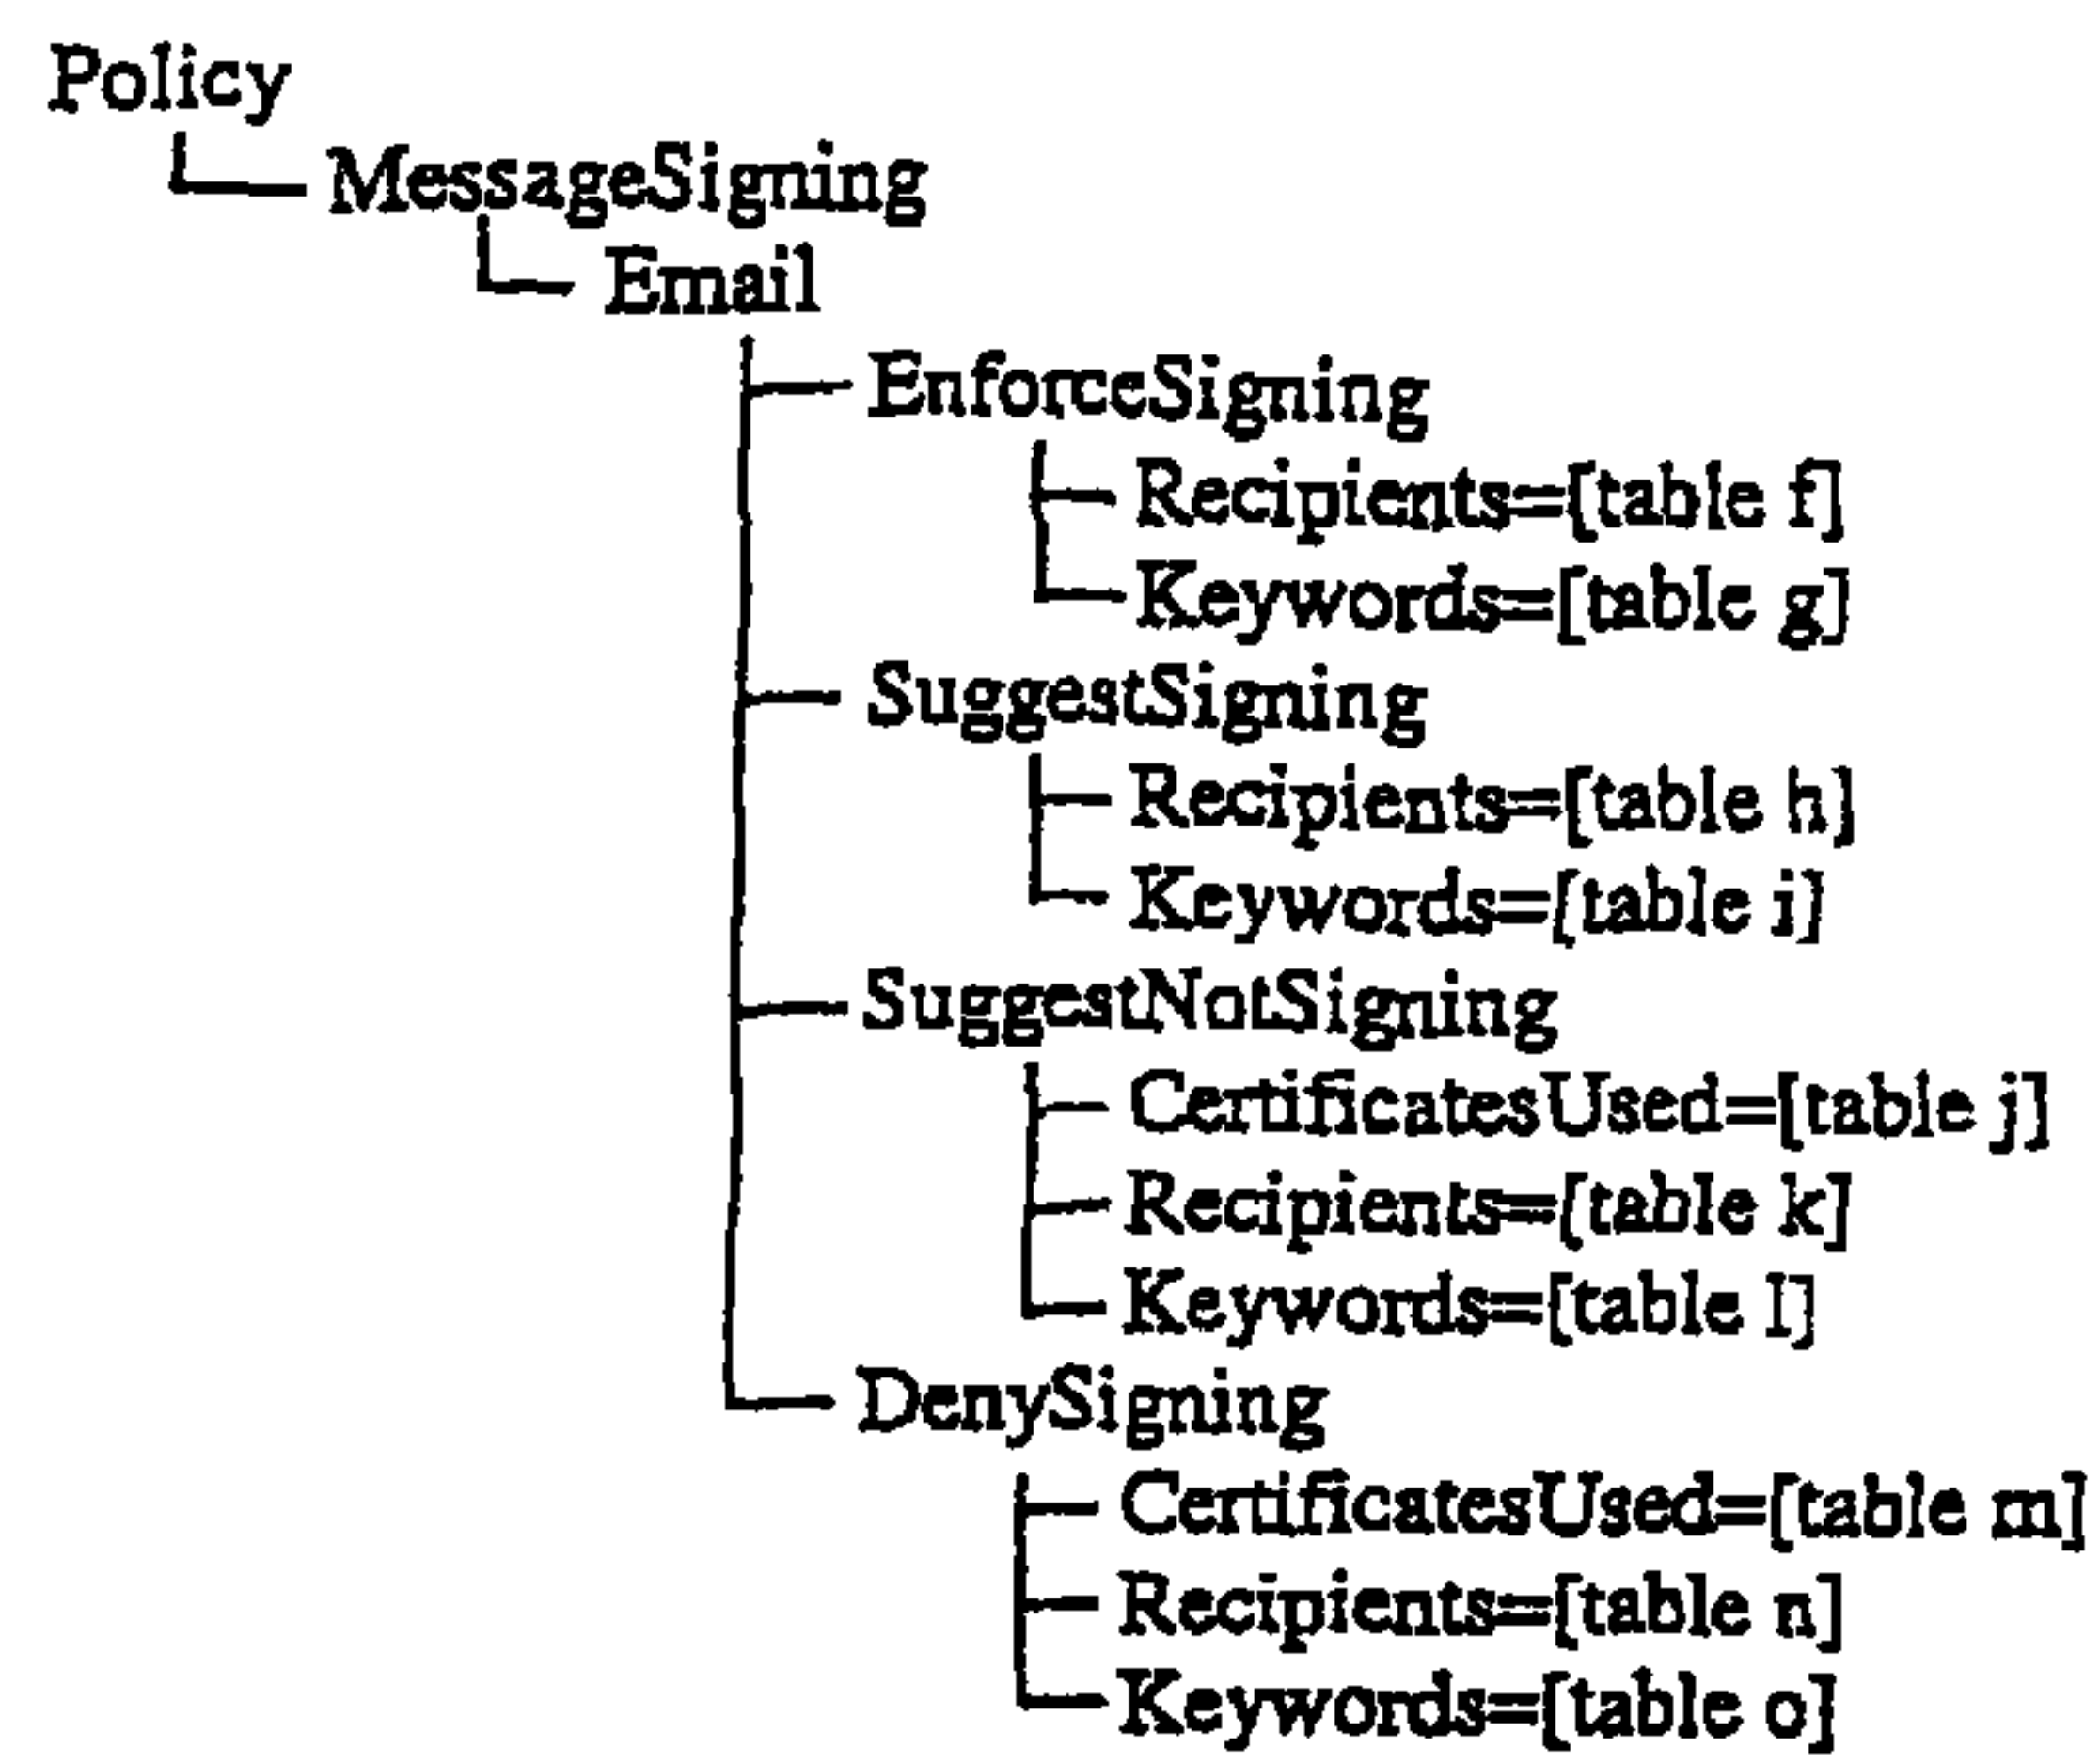 Policy
MessageSigning
Email
EnforceSigning
Recipients=[table f]
Keywords=[table g]
SuggestSigning
Recipients=[table h]
Keywords=[table i]
SuggestNotSigning
CertificatesUsed=[table j]
Recipients=[table k]
Keywords=[table l]
DenySigning
CertificatesUsed=[table m]
Recipients=[table n]
Keywords=[table o]